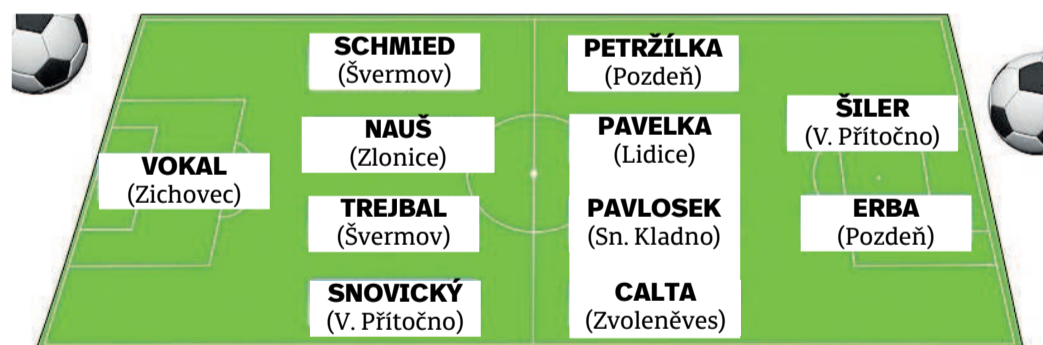 VOKAL
(Zichovec)
SCHMIED
(Švermov)
NAUŠ
(Zlonice)
TREJBAL
(Švermov)
SNOVICKÝ
(V. Přítočno)
PETRŽÍLKA
(Pozdeň)
PAVELKA
(Lidice)
PAVLOSEK
(Sn. Kladno)
CALTA
(Zvoleněves)
ŠILER
(V. Přítočno)
ERBA
(Pozdeň)